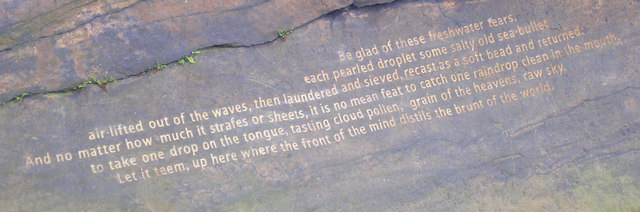 Be glad of these freshwater tears,
each pearled droplet some salty old sea-bullet
air-lifted out of the waves, then laundered and sieved, recast as a soft bead and returned.
And no matter how much it strafes or sheets, it is no mean feat to catch one raindrop clean in the mouth,
to take one drop on the tongue, tasting cloud pollen, grain of the heavens, raw sky.
Let it teem, up here where the front of the mind distils the brunt of the world.